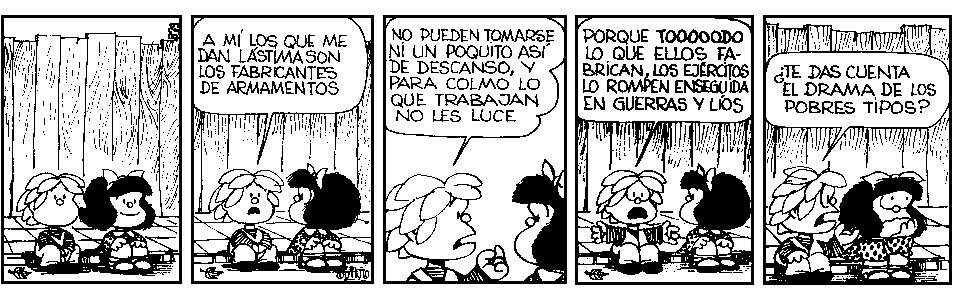 A MÍ LOS QUE ME
DAN LÁSTIMA SON
LOS FABRICANTES
DE ARMAMENTOS
NO PUEDEN TOMARSE
NI UN POQUITO ASÍ
DE DESCANSO, Y
PARA COLMO LO
QUE TRABAJAN
NO LES LUCE
PORQUE TOOOOODO
LO QUE ELLOS FA-
BRICAN, LOS EJÉRCITOS
LO ROMPEN ENSEGUIDA
EN GUERRAS Y LÍOS
¿TE DAS CUENTA
EL DRAMA DE LOS
POBRES TIPOS?